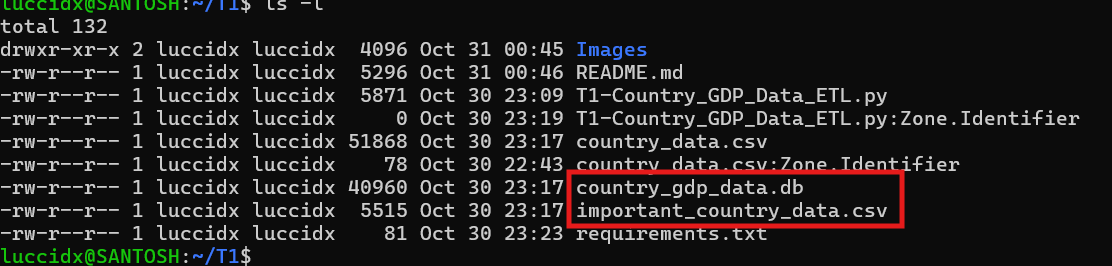 luccidx@SANTOSH:~/T1$ ls -l
total 132
drwxr-xr-x 2 luccidx luccidx  4096 Oct 31 00:45 Images
-rw-r--r-- 1 luccidx luccidx  5296 Oct 31 00:46 README.md
-rw-r--r-- 1 luccidx luccidx  5871 Oct 30 23:09 T1-Country_GDP_Data_ETL.py
-rw-r--r-- 1 luccidx luccidx     0 Oct 30 23:19 T1-Country_GDP_Data_ETL.py:Zone.Identifier
-rw-r--r-- 1 luccidx luccidx 51868 Oct 30 23:17 country_data.csv
-rw-r--r-- 1 luccidx luccidx    78 Oct 30 22:43 country_data.csv:Zone.Identifier
-rw-r--r-- 1 luccidx luccidx 40960 Oct 30 23:17 country_gdp_data.db
-rw-r--r-- 1 luccidx luccidx  5515 Oct 30 23:17 important_country_data.csv
-rw-r--r-- 1 luccidx luccidx    81 Oct 30 23:23 requirements.txt
luccidx@SANTOSH:~/T1$